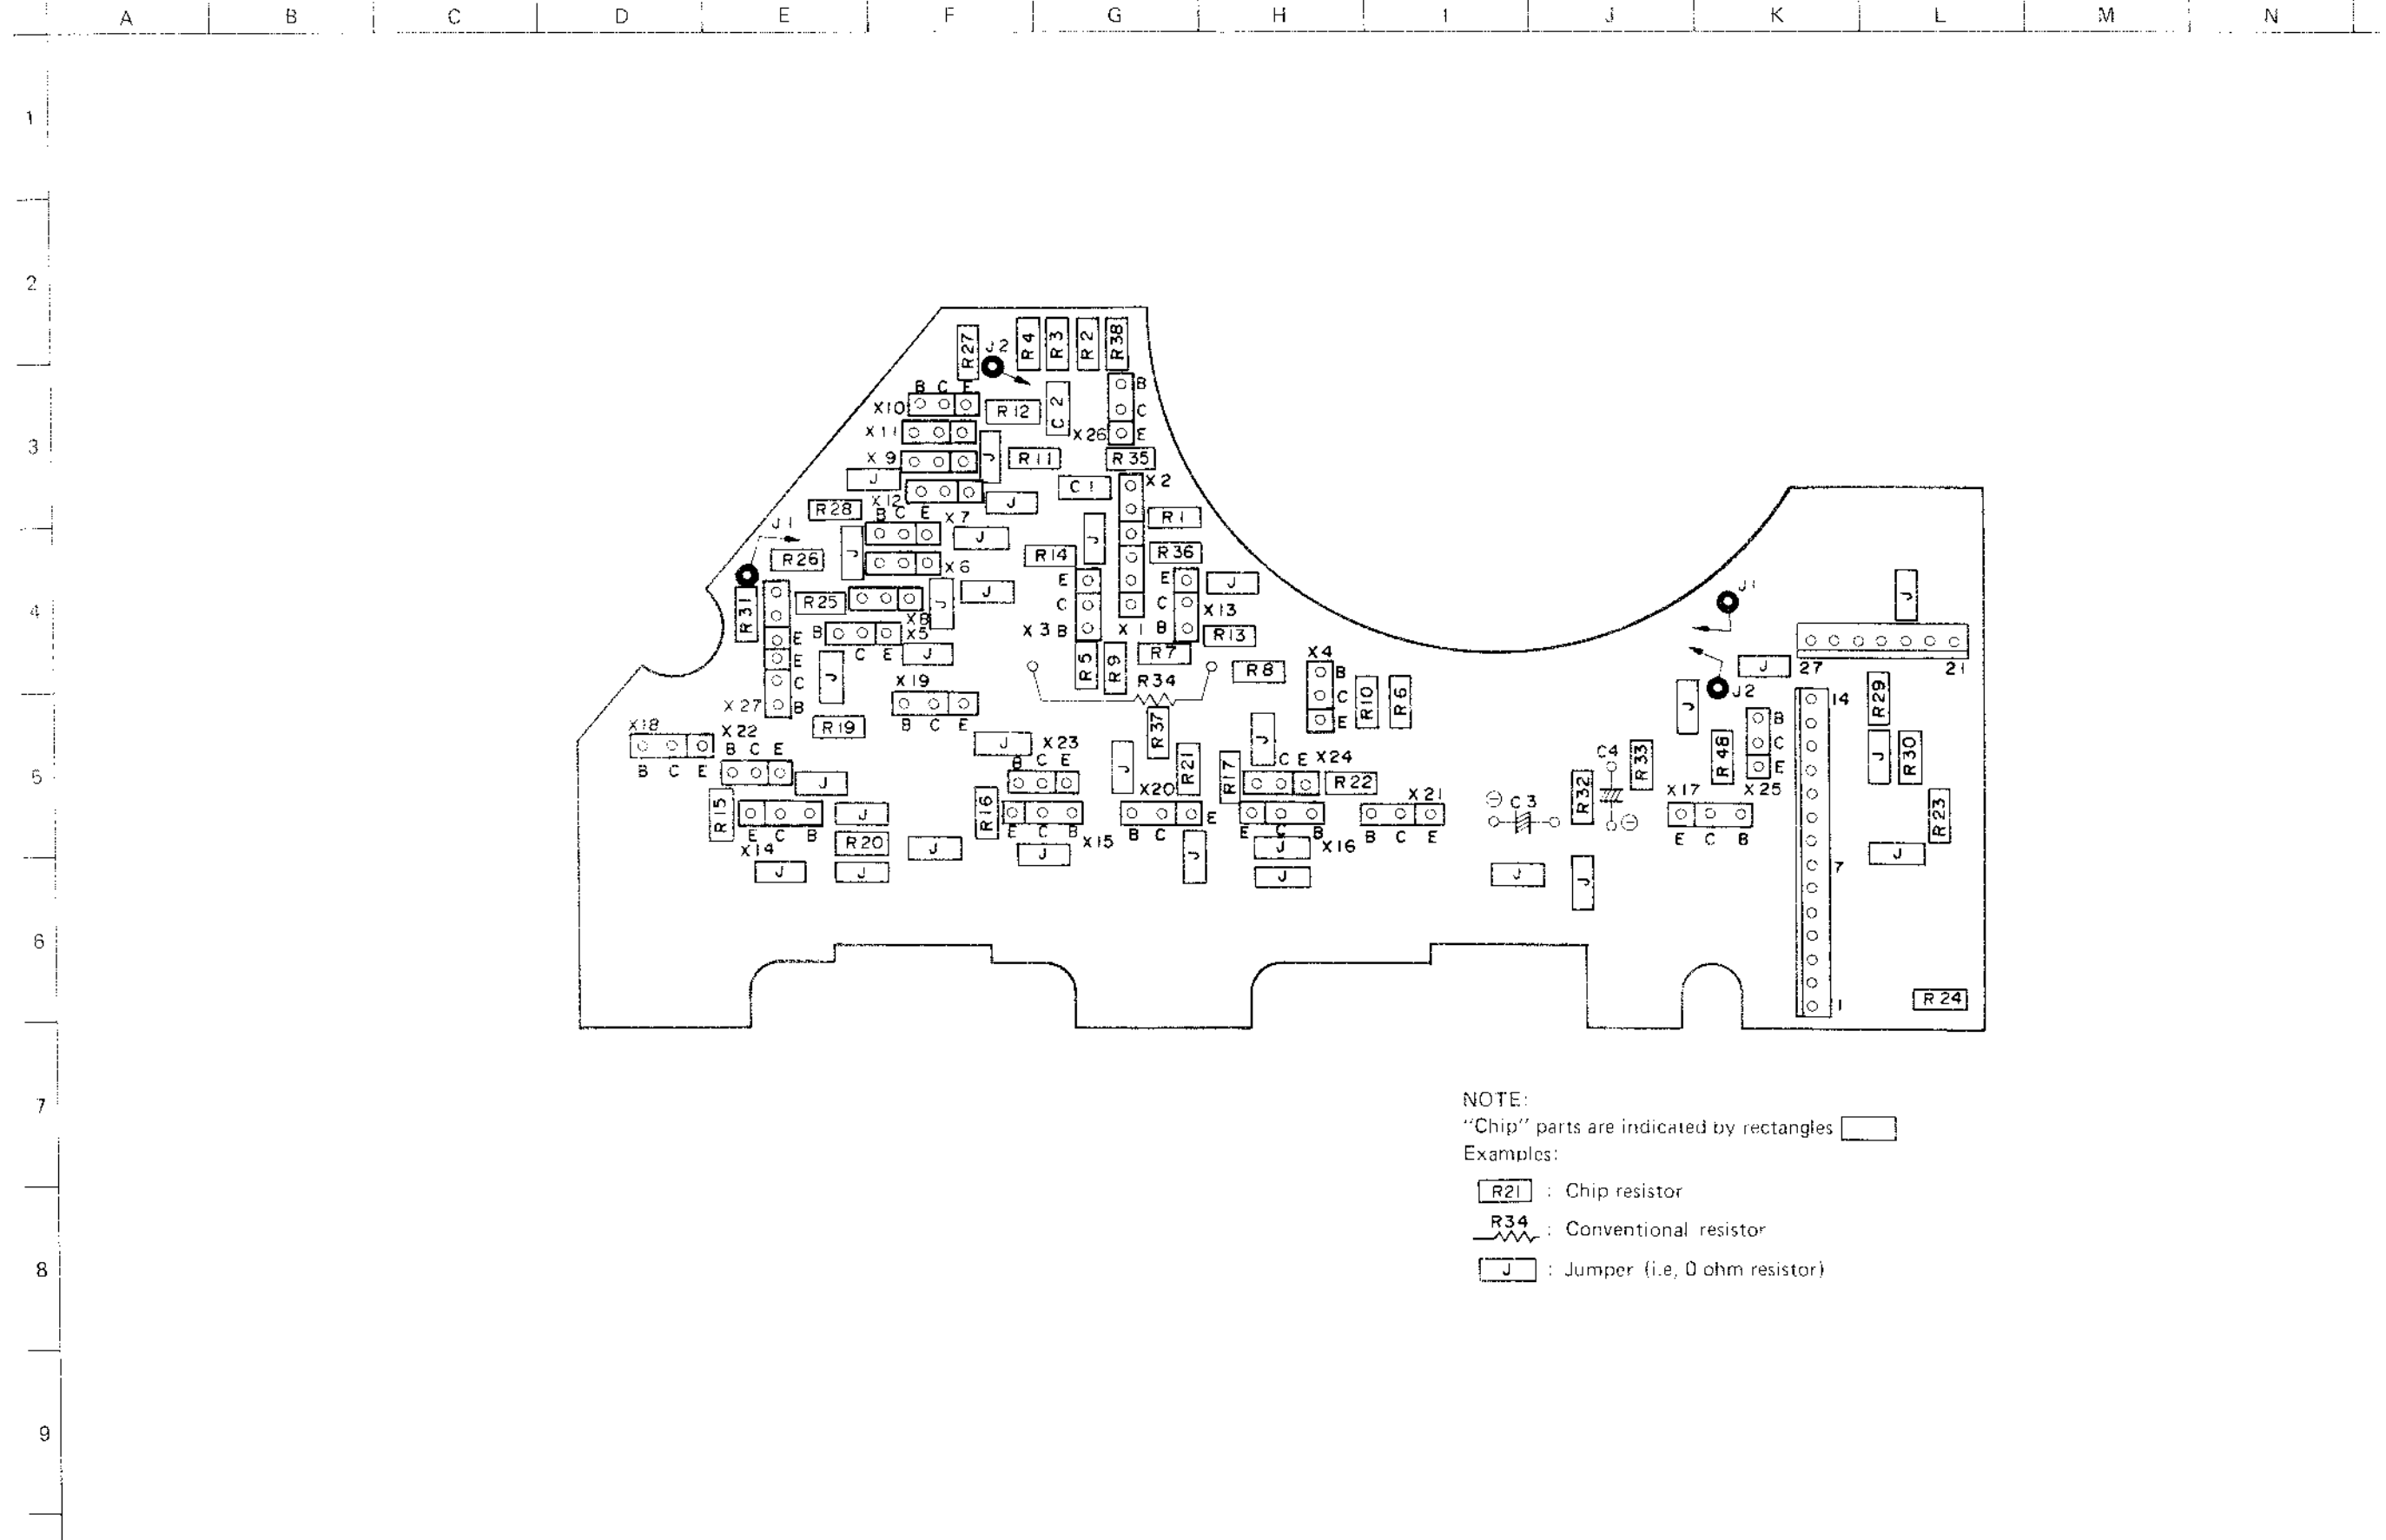 A B C D E F G H I J K L M N
1
2
R27
J2
R4
R3
R2
R38
B C E
B
X10
R12
C2
C
X11
X26
E
3
X9
J
R11
R35
J
C1
X2
X12
J
R28
B C E
X7
R1
J1
J
J
J
R14
R36
R26
X6
E
E
J
J
J1
J
R31
R25
J
J
C
C
X13
4
X8
B
X5
X3
B
X1
B
R13
C E
J
R7
X4
E
E
R5
R9
R8
B
J
27
21
J
X19
R34
C
R10
R6
J
J2
R29
14
C
X27
B
B C E
E
X18
X22
R19
R37
J
B
B C E
J
X23
C4
R33
R48
C
J
R30
B C E
B C E
J
R21
R17
C E
X24
E
5
J
R22
R32
X17
X25
R15
R16
X20
X21
C3
R23
J
E
E C B
E C B
B C
E C B
B C E
E C B
R20
J
X15
J
X16
X14
J
J
J
J
J
J
J
J
7
6
1
R24
7
NOTE:
"Chip" parts are indicated by rectangles
Examples:
R21 : Chip resistor
R34 : Conventional resistor
8
J : Jumper (i.e, 0 ohm resistor)
9